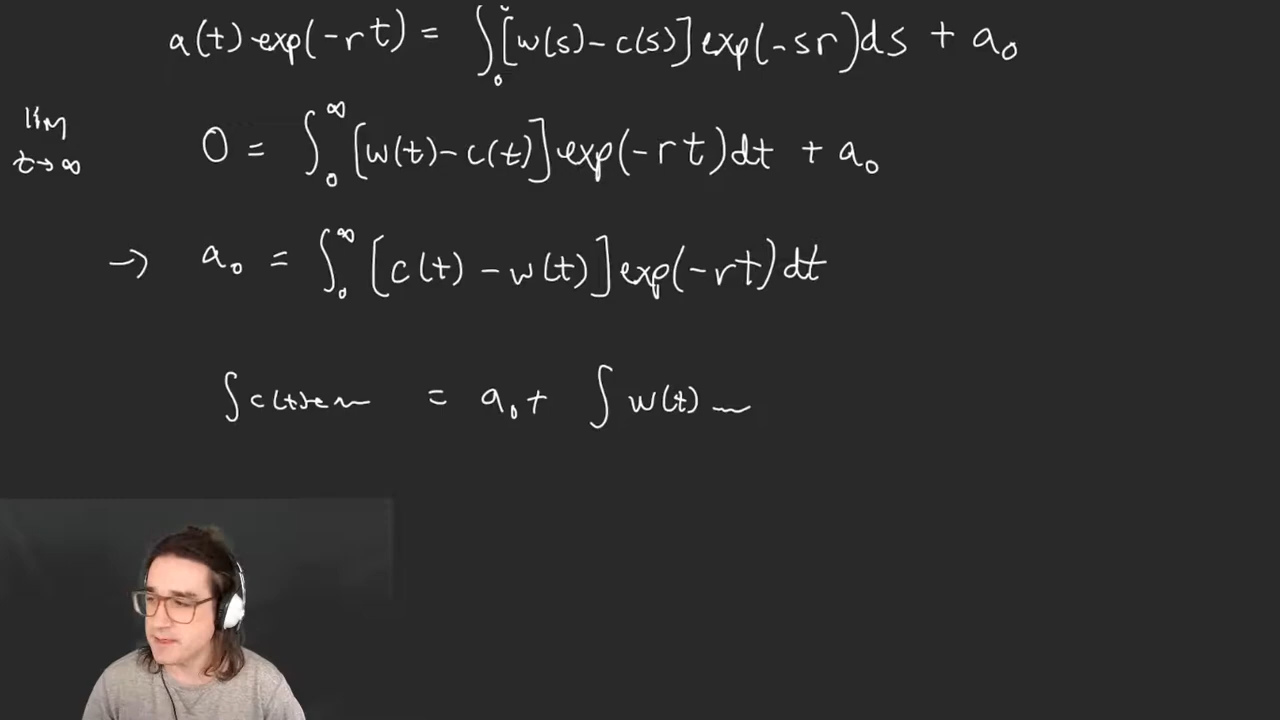 a(t) exp(-rt) = ∫₀ [w(s) - c(s)] exp(-sr) ds + a₀
lim t→∞ 0 = ∫₀^∞ [w(t) - c(t)] exp(-rt) dt + a₀
→ a₀ = ∫₀^∞ [c(t) - w(t)] exp(-rt) dt
∫ c(t) = a₀ + ∫ w(t)